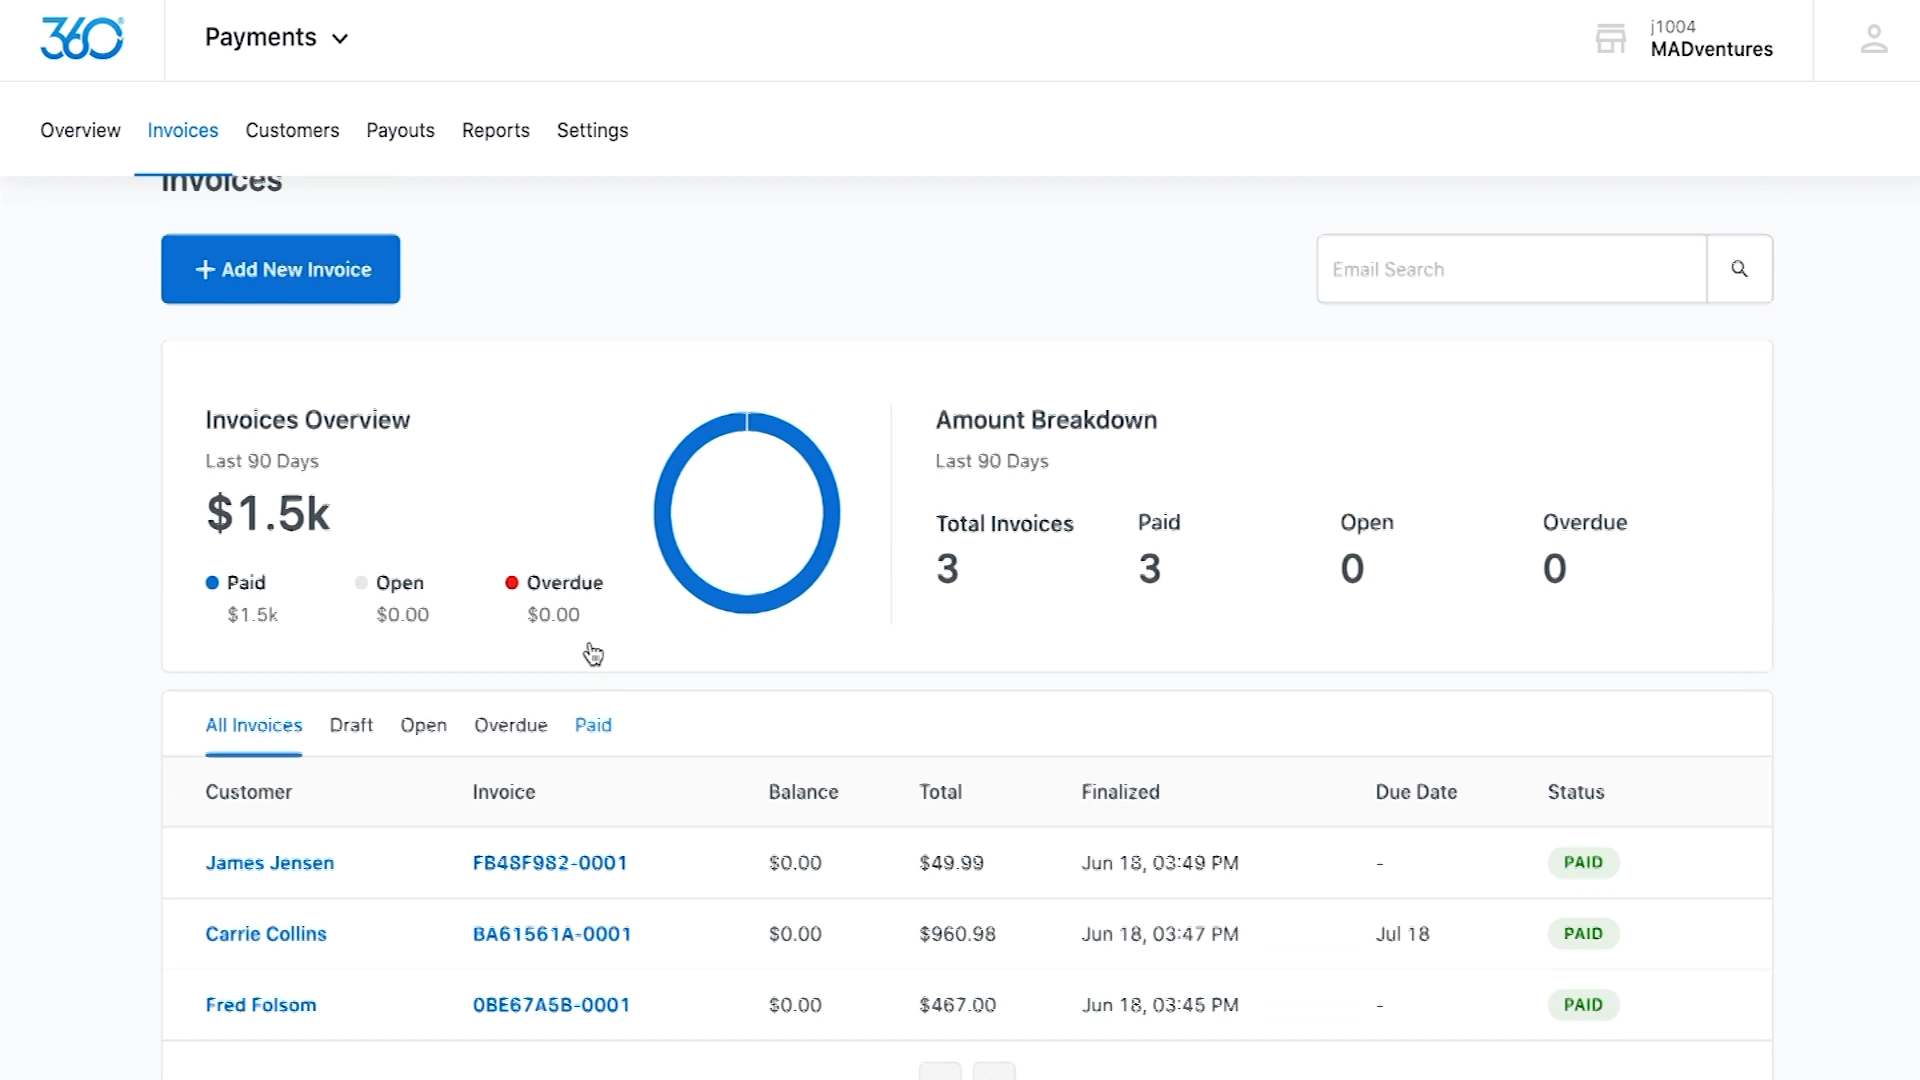 360
Payments
j1004
MADventures
Overview Invoices Customers Payouts Reports Settings
Invoices
+ Add New Invoice
Email Search
Invoices Overview
Last 90 Days
$1.5k
Paid Open Overdue
$1.5k $0.00 $0.00
Amount Breakdown
Last 90 Days
Total Invoices Paid Open Overdue
3 3 0 0
All Invoices Draft Open Overdue Paid
Customer Invoice Balance Total Finalized Due Date Status
James Jensen FB48F982-0001 $0.00 $49.99 Jun 18, 03:49 PM - PAID
Carrie Collins BA61561A-0001 $0.00 $960.98 Jun 18, 03:47 PM Jul 18 PAID
Fred Folsom 0BE67A5B-0001 $0.00 $467.00 Jun 18, 03:45 PM - PAID